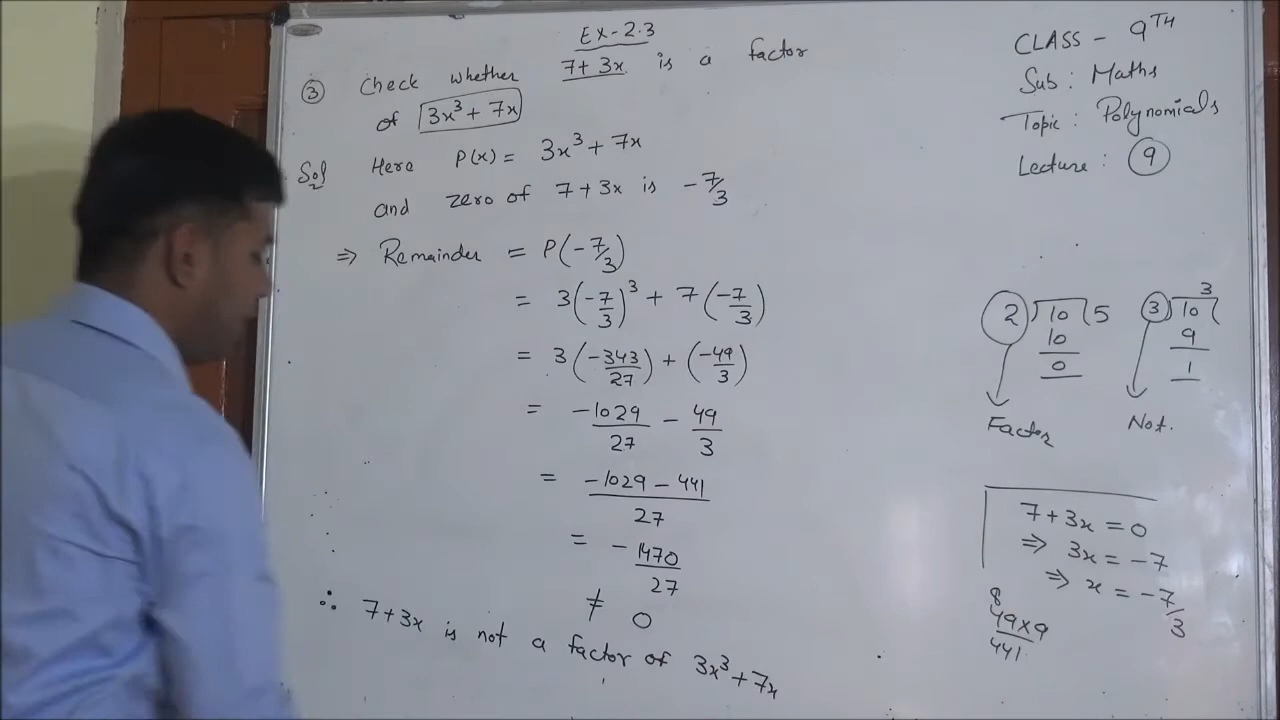 Ex-2.3
③ Check whether 7+3x is a factor
of 3x³+7x
Sol Here P(x) = 3x³+7x
and zero of 7+3x is -7/3
⇒ Remainder = P(-7/3)
= 3(-7/3)³ + 7(-7/3)
= 3(-343/27) + (-49/3)
= -1029/27 - 49/3
= -1029-441/27
= -1470/27
≠ 0
∴ 7+3x is not a factor of 3x³+7x
CLASS - 9TH
Sub : Maths
Topic : Polynomials
Lecture : ⑨
2)10(5
10
0
Factor
3
3)10(
9
1
Not.
7+3x = 0
⇒ 3x = -7
⇒ x = -7/3
8
49×9
441